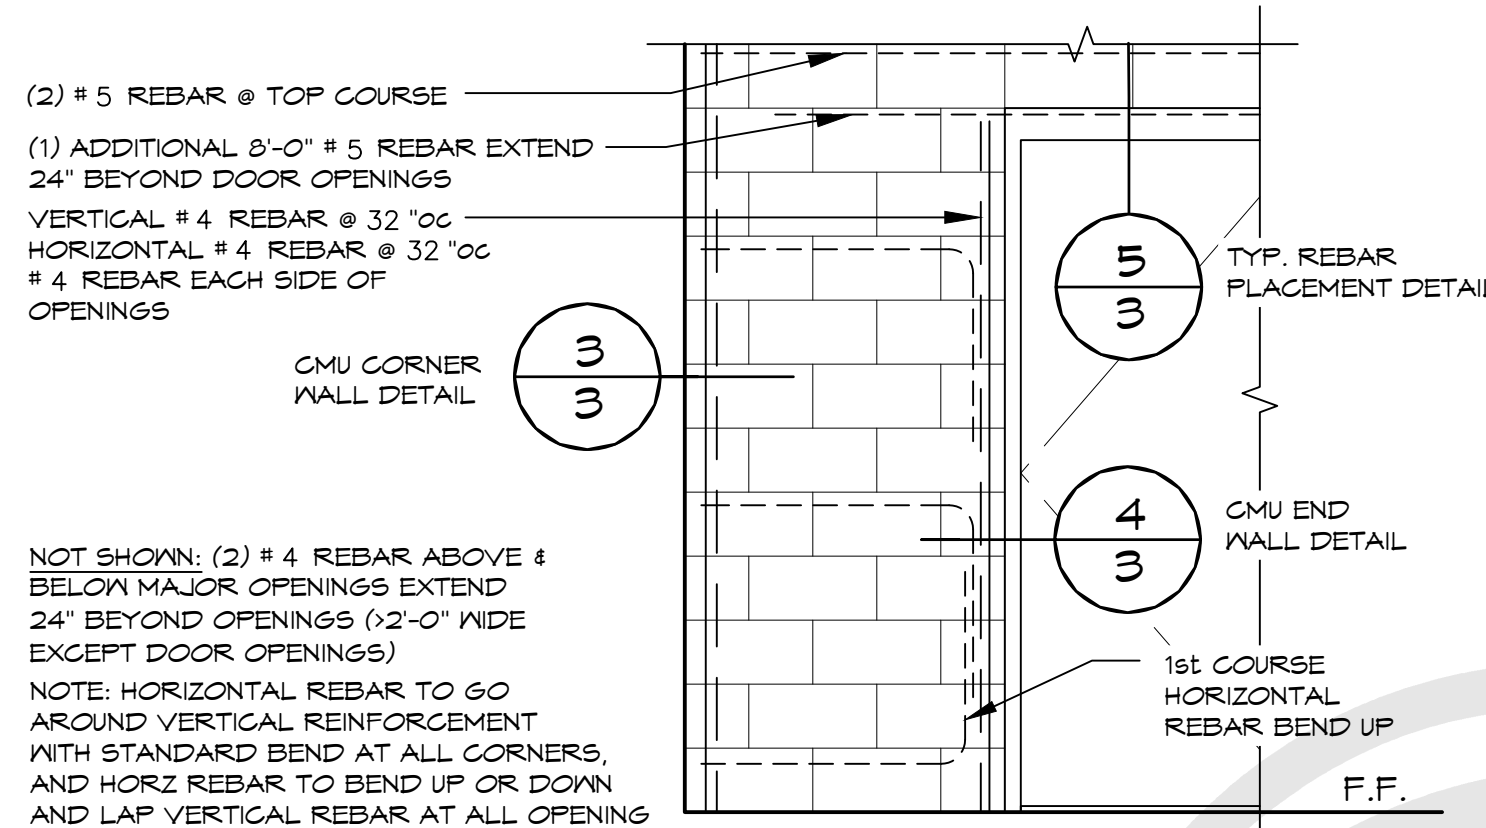 (2) # 5 REBAR @ TOP COURSE
(1) ADDITIONAL 8'-0" # 5 REBAR EXTEND
24" BEYOND DOOR OPENINGS
VERTICAL # 4 REBAR @ 32 "OC
HORIZONTAL # 4 REBAR @ 32 "OC
# 4 REBAR EACH SIDE OF
OPENINGS
5
3
TYP. REBAR
PLACEMENT DETAIL
CMU CORNER
WALL DETAIL
3
3
4
3
CMU END
WALL DETAIL
NOT SHOWN: (2) # 4 REBAR ABOVE &
BELOW MAJOR OPENINGS EXTEND
24" BEYOND OPENINGS (>2'-0" WIDE
EXCEPT DOOR OPENINGS)
NOTE: HORIZONTAL REBAR TO GO
AROUND VERTICAL REINFORCEMENT
WITH STANDARD BEND AT ALL CORNERS,
AND HORZ REBAR TO BEND UP OR DOWN
AND LAP VERTICAL REBAR AT ALL OPENING
1st COURSE
HORIZONTAL
REBAR BEND UP
F.F.